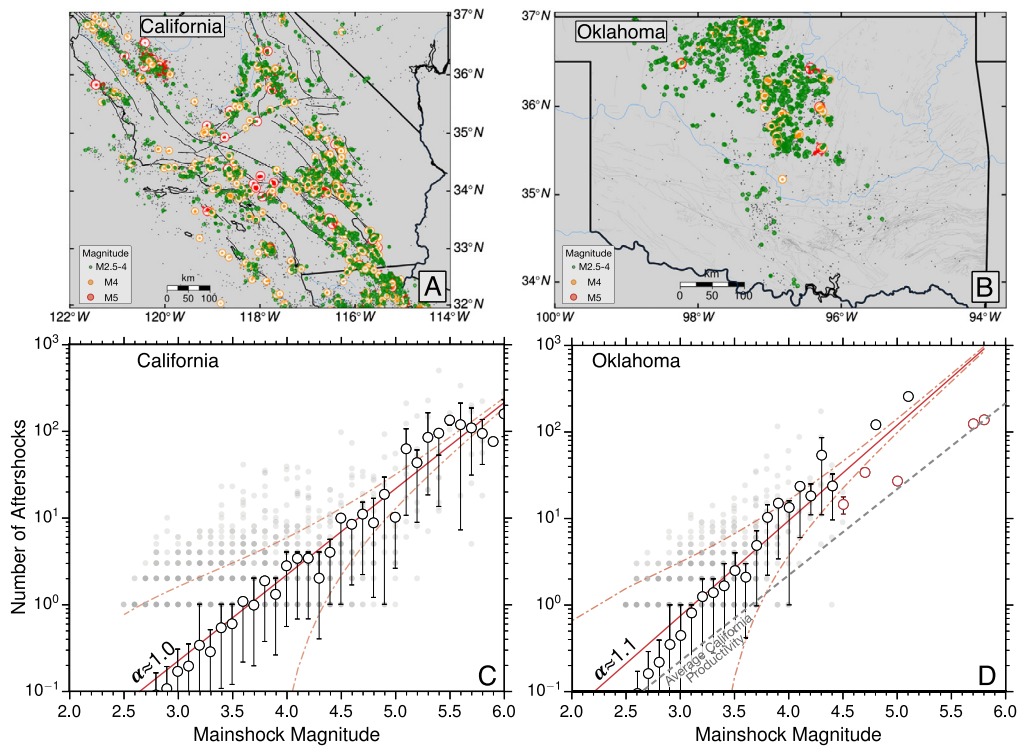 California
37°N
36°N
35°N
34°N
33°N
32°N
Magnitude
M2.5-4
M4
M5
km
0 50 100
A
122°W 120°W 118°W 116°W 114°W
Oklahoma
37°N
36°N
35°N
34°N
Magnitude
M2.5-4
M4
M5
km
0 50 100
B
100°W 98°W 96°W 94°W
California
Number of Aftershocks
10³
10²
10¹
10⁰
10⁻¹
α≈1.0
C
2.0 2.5 3.0 3.5 4.0 4.5 5.0 5.5 6.0
Mainshock Magnitude
Oklahoma
10³
10²
10¹
10⁰
10⁻¹
α≈1.1
Average California
Productivity
D
2.0 2.5 3.0 3.5 4.0 4.5 5.0 5.5 6.0
Mainshock Magnitude